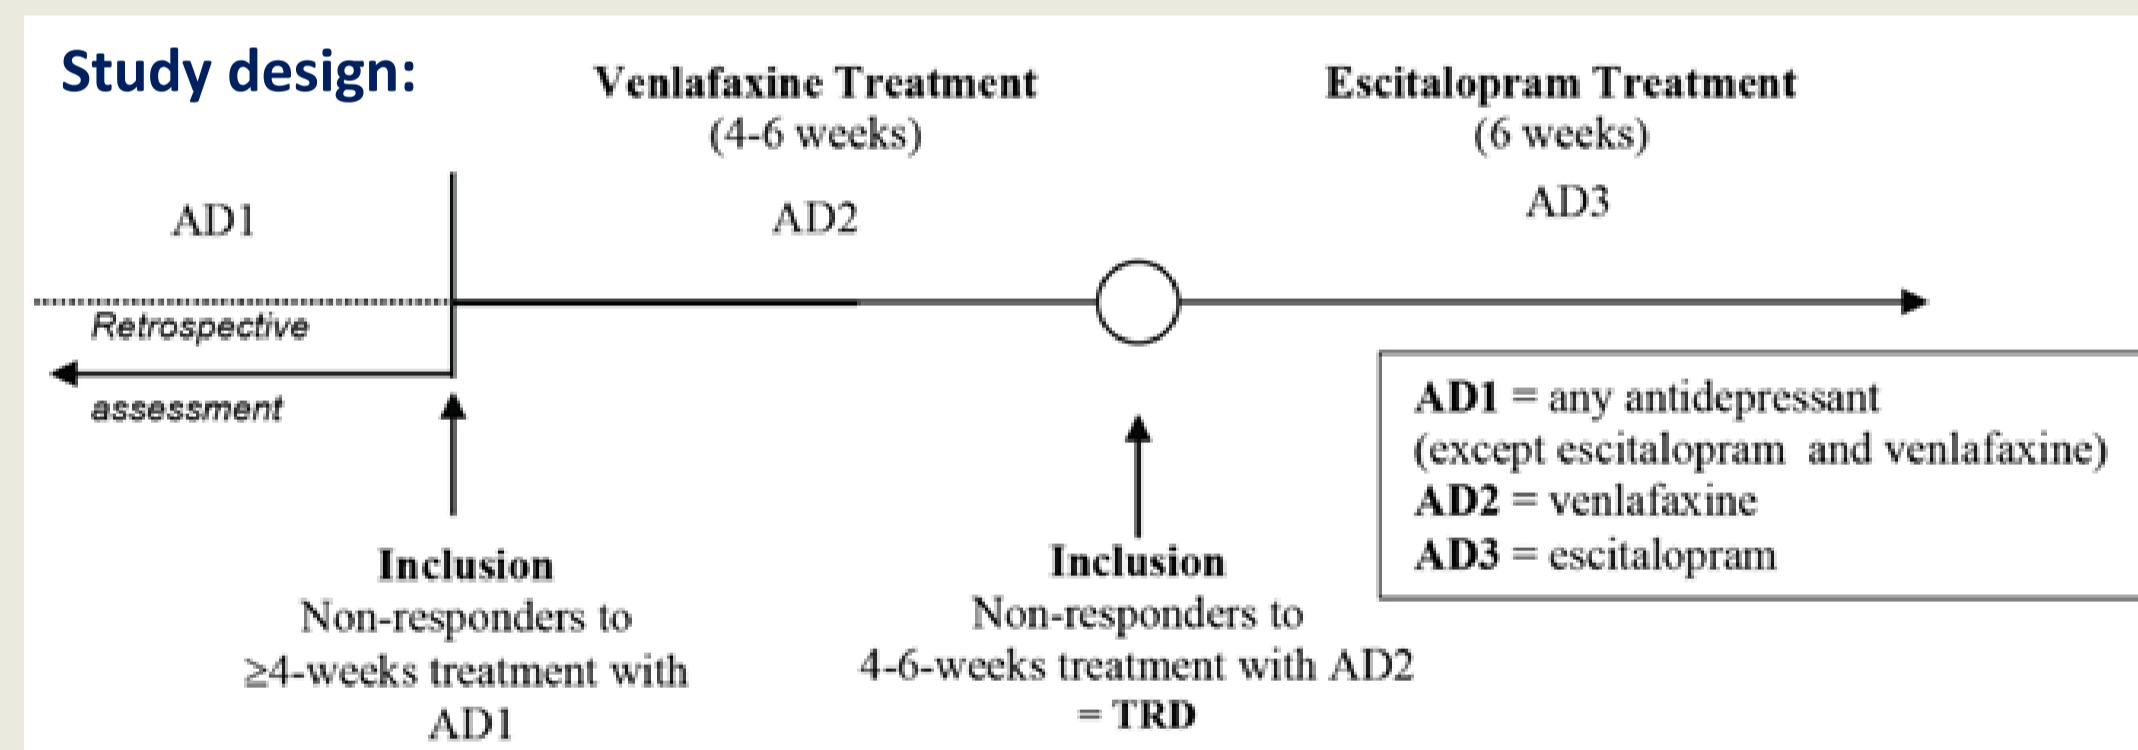 Study design:
Venlafaxine Treatment
(4-6 weeks)
Escitalopram Treatment
(6 weeks)
AD1
AD2
AD3
Retrospective
assessment
Inclusion
Non-responders to
≥4-weeks treatment with
AD1
Inclusion
Non-responders to
4-6-weeks treatment with AD2
= TRD
AD1 = any antidepressant
(except escitalopram and venlafaxine)
AD2 = venlafaxine
AD3 = escitalopram